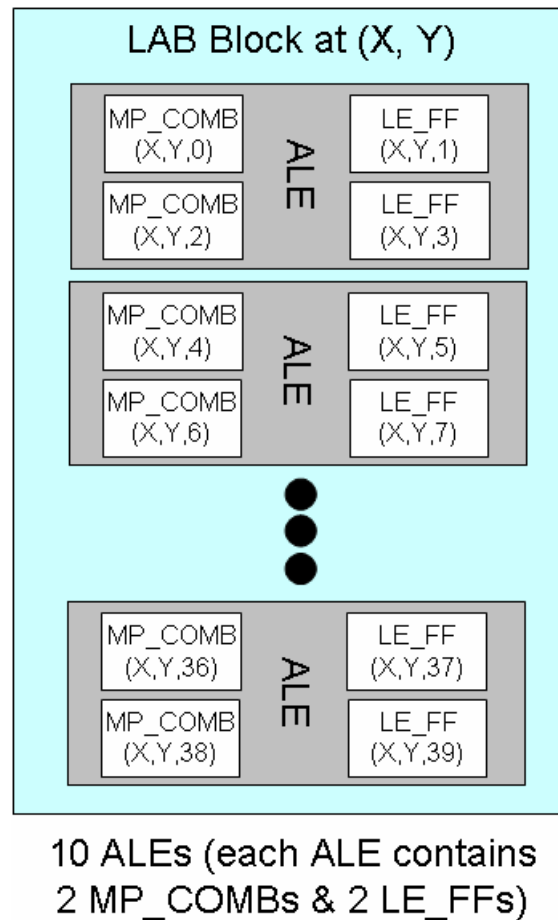 LAB Block at (X, Y)
MP_COMB
(X,Y,0)
ALE
LE_FF
(X,Y,1)
MP_COMB
(X,Y,2)
LE_FF
(X,Y,3)
MP_COMB
(X,Y,4)
ALE
LE_FF
(X,Y,5)
MP_COMB
(X,Y,6)
LE_FF
(X,Y,7)
MP_COMB
(X,Y,36)
ALE
LE_FF
(X,Y,37)
MP_COMB
(X,Y,38)
LE_FF
(X,Y,39)
10 ALEs (each ALE contains
2 MP_COMBs & 2 LE_FFs)